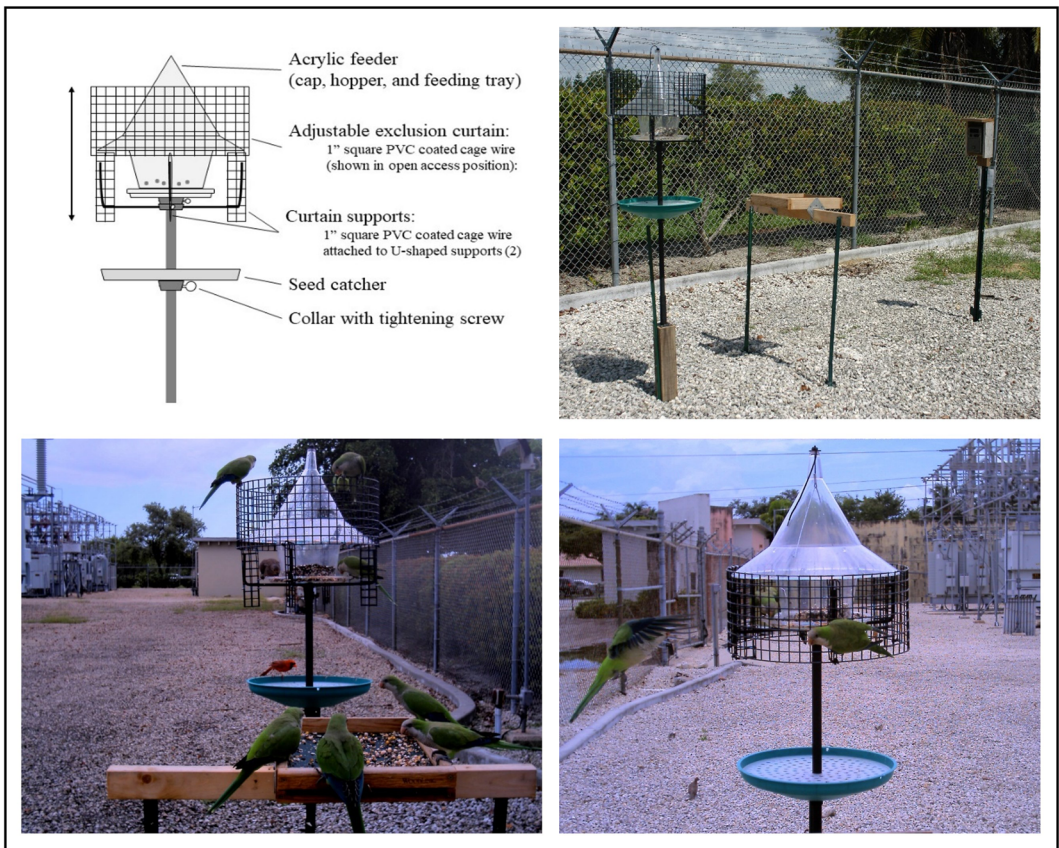 Acrylic feeder
(cap, hopper, and feeding tray)
Adjustable exclusion curtain:
1” square PVC coated cage wire
(shown in open access position):
Curtain supports:
1” square PVC coated cage wire
attached to U-shaped supports (2)
Seed catcher
Collar with tightening screw